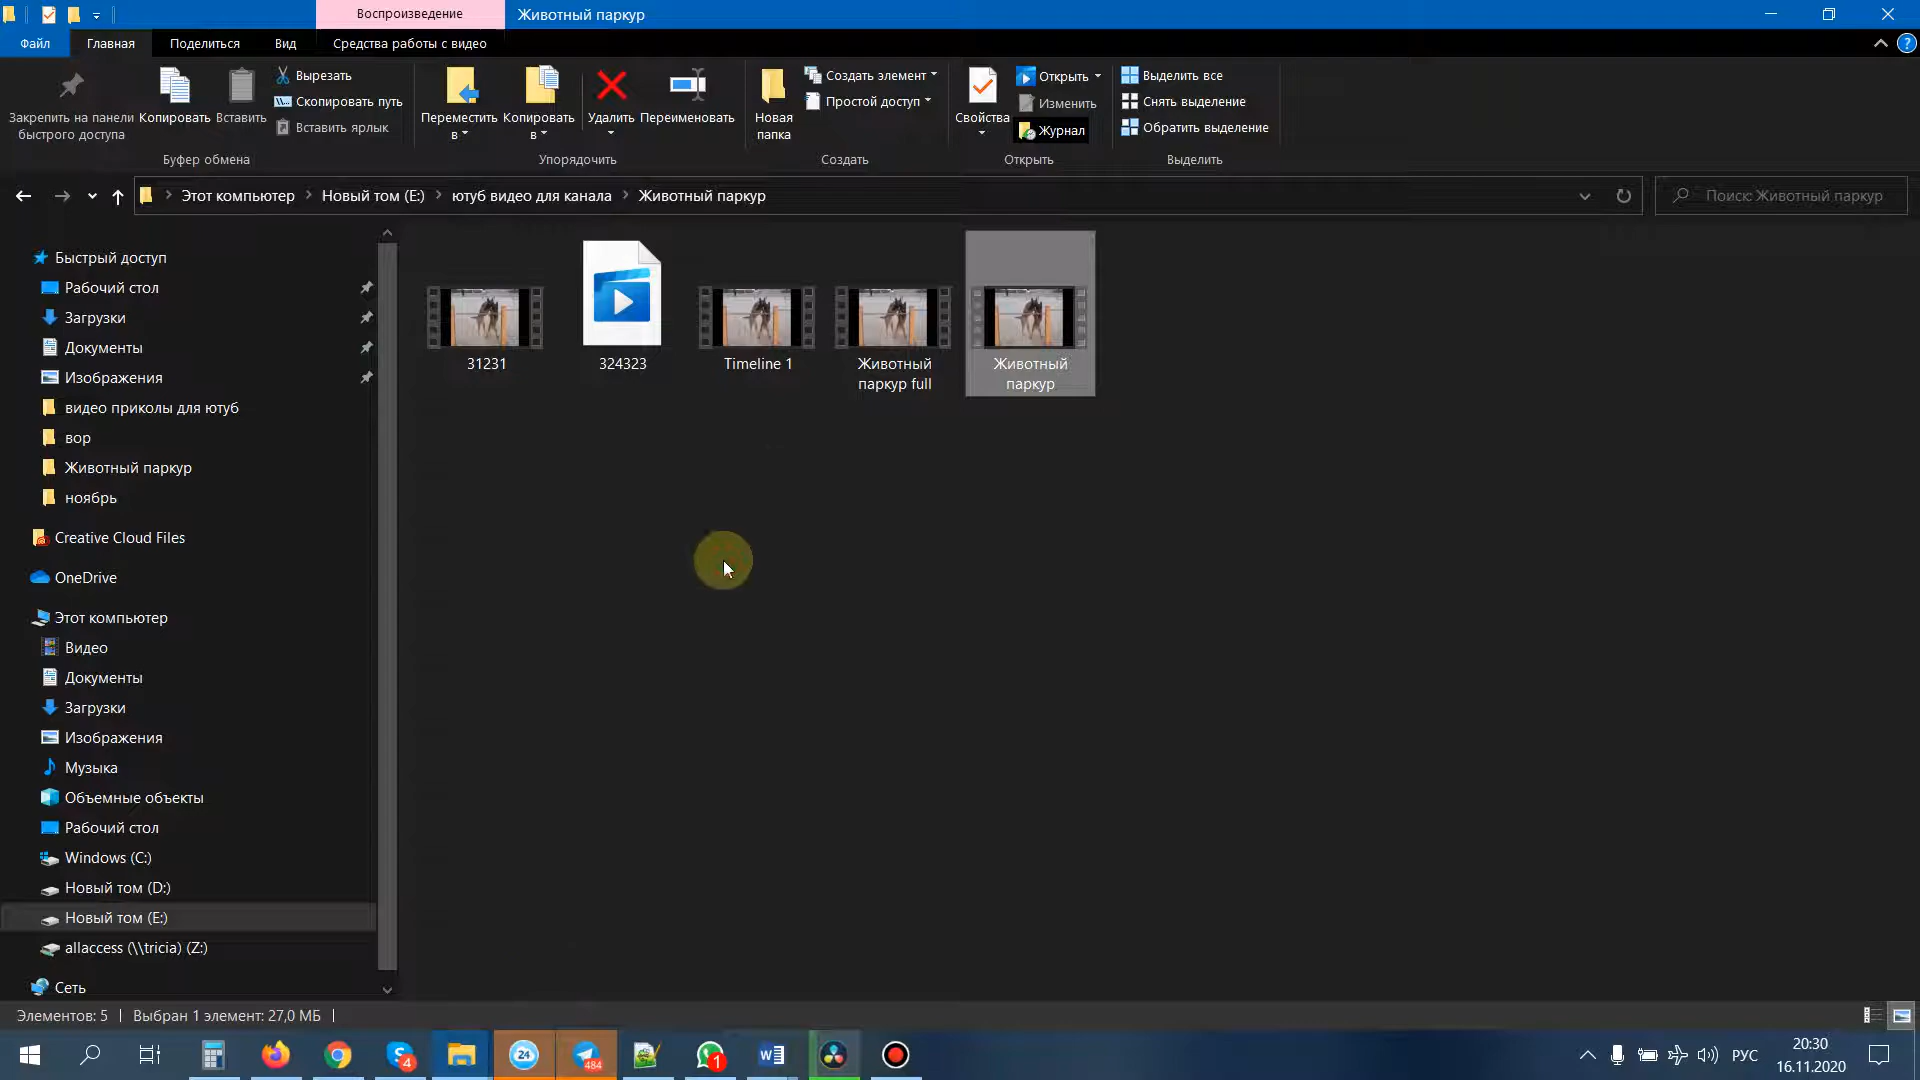 Воспроизведение
Животный паркур
Файл
Главная
Поделиться
Вид
Средства работы с видео
Закрепить на панели
быстрого доступа
Копировать
Вставить
Вырезать
Скопировать путь
Вставить ярлык
Буфер обмена
Переместить
в
Копировать
в
Удалить
Переименовать
Упорядочить
Новая
папка
Создать элемент
Простой доступ
Создать
Свойства
Открыть
Изменить
Журнал
Открыть
Выделить все
Снять выделение
Обратить выделение
Выделить
Этот компьютер
Новый том (E:)
ютуб видео для канала
Животный паркур
Поиск: Животный паркур
Быстрый доступ
Рабочий стол
Загрузки
Документы
Изображения
видео приколы для ютуб
вор
Животный паркур
ноябрь
Creative Cloud Files
OneDrive
Этот компьютер
Видео
Документы
Загрузки
Изображения
Музыка
Объемные объекты
Рабочий стол
Windows (C:)
Новый том (D:)
Новый том (E:)
allaccess (\\tricia) (Z:)
Сеть
31231
324323
Timeline 1
Животный
паркур full
Животный
паркур
Элементов: 5
Выбран 1 элемент: 27,0 МБ
4
24
484
1
РУС
20:30
16.11.2020